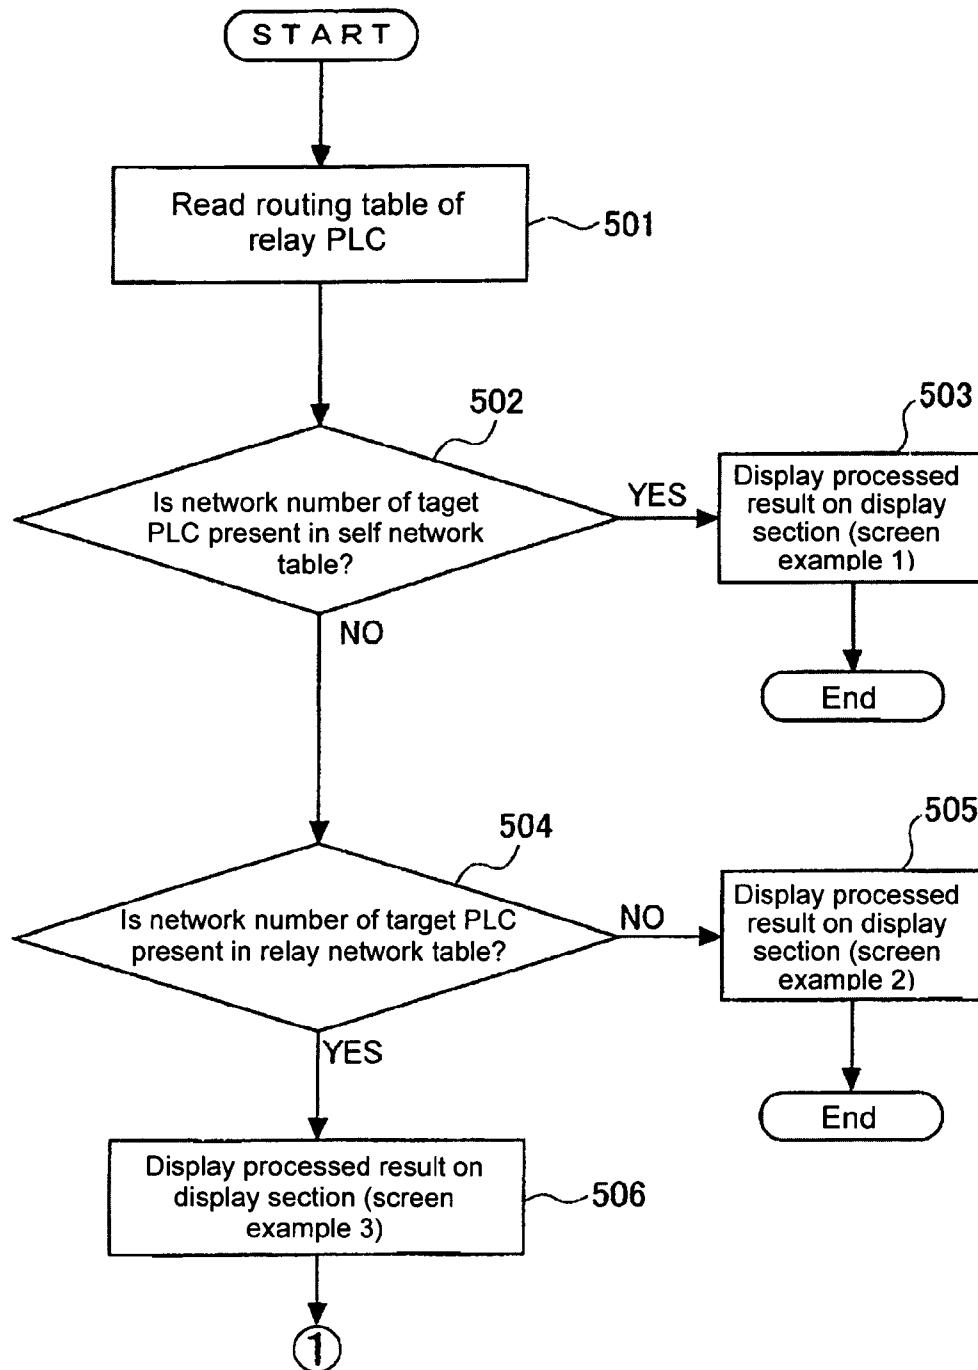 START
Read routing table of
relay PLC
501
502
Is network number of taget
PLC present in self network
table?
YES
503
Display processed
result on display
section (screen
example 1)
End
NO
504
Is network number of target PLC
present in relay network table?
NO
505
Display processed
result on display
section (screen
example 2)
End
YES
Display processed result on
display section (screen
example 3)
506
1